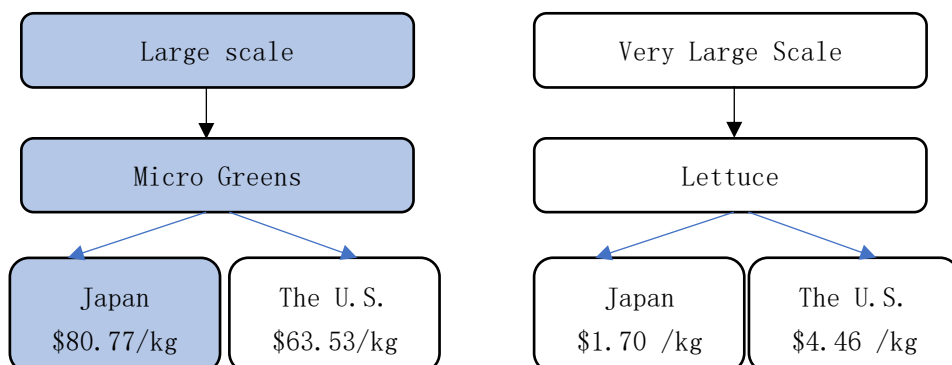 Large scale
Very Large Scale
Micro Greens
Lettuce
Japan
$80.77/kg
The U.S.
$63.53/kg
Japan
$1.70 /kg
The U.S.
$4.46 /kg